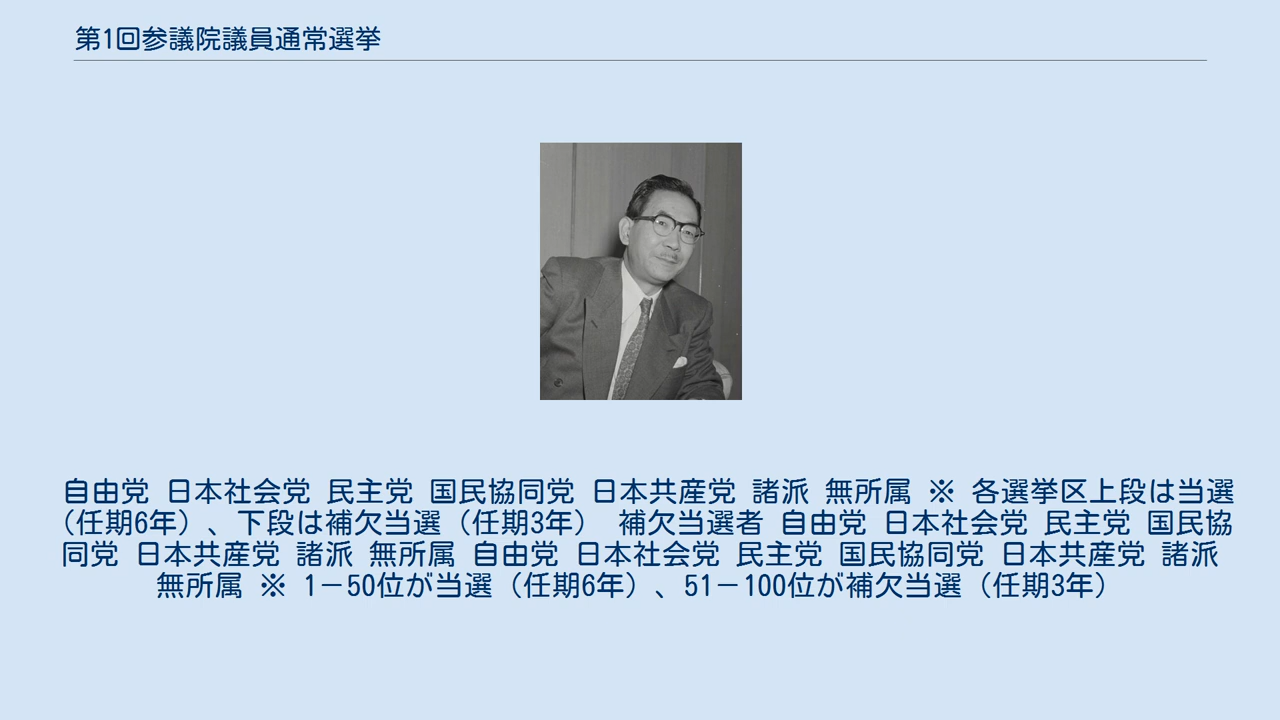 第1回参議院議員通常選挙
自由党 日本社会党 民主党 国民協同党 日本共産党 諸派 無所属 ※ 各選挙区上段は当選
（任期6年）、下段は補欠当選（任期3年） 補欠当選者 自由党 日本社会党 民主党 国民協
同党 日本共産党 諸派 無所属 自由党 日本社会党 民主党 国民協同党 日本共産党 諸派
無所属 ※ 1－50位が当選（任期6年）、51－100位が補欠当選（任期3年）